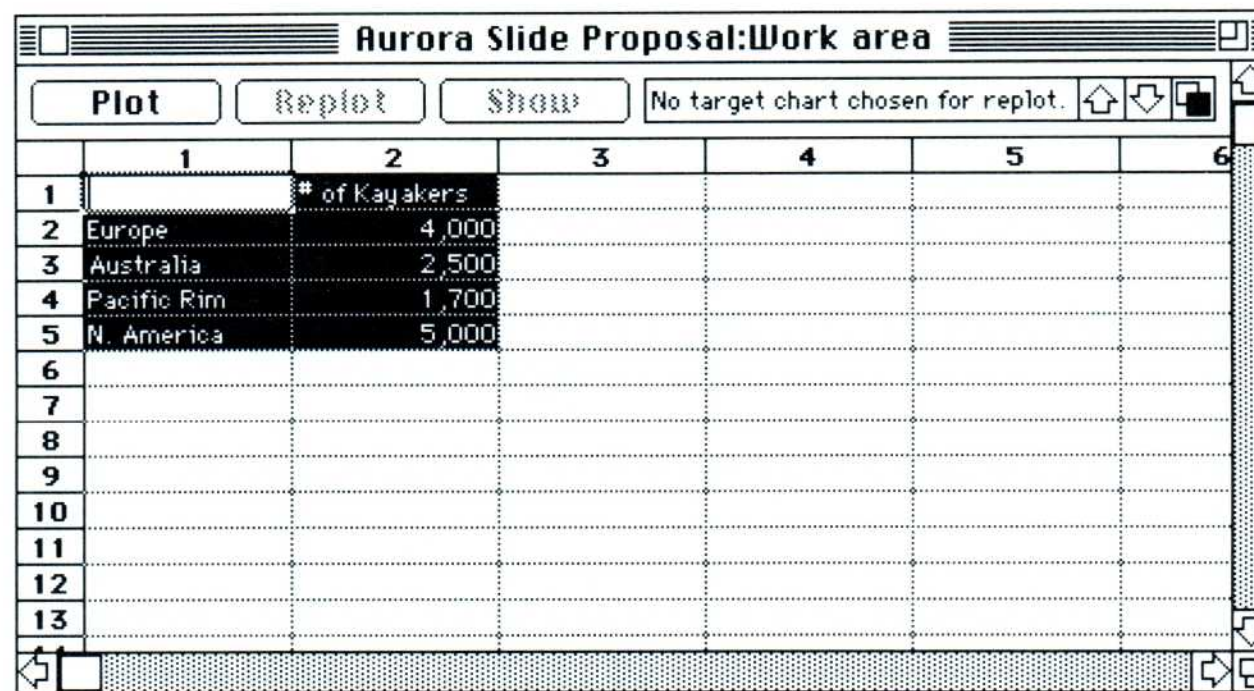 Aurora Slide Proposal:Work area
Plot Replot Show No target chart chosen for replot.
1 2 3 4 5 6
1 # of Kayakers
2 Europe 4,000
3 Australia 2,500
4 Pacific Rim 1,700
5 N. America 5,000
6
7
8
9
10
11
12
13